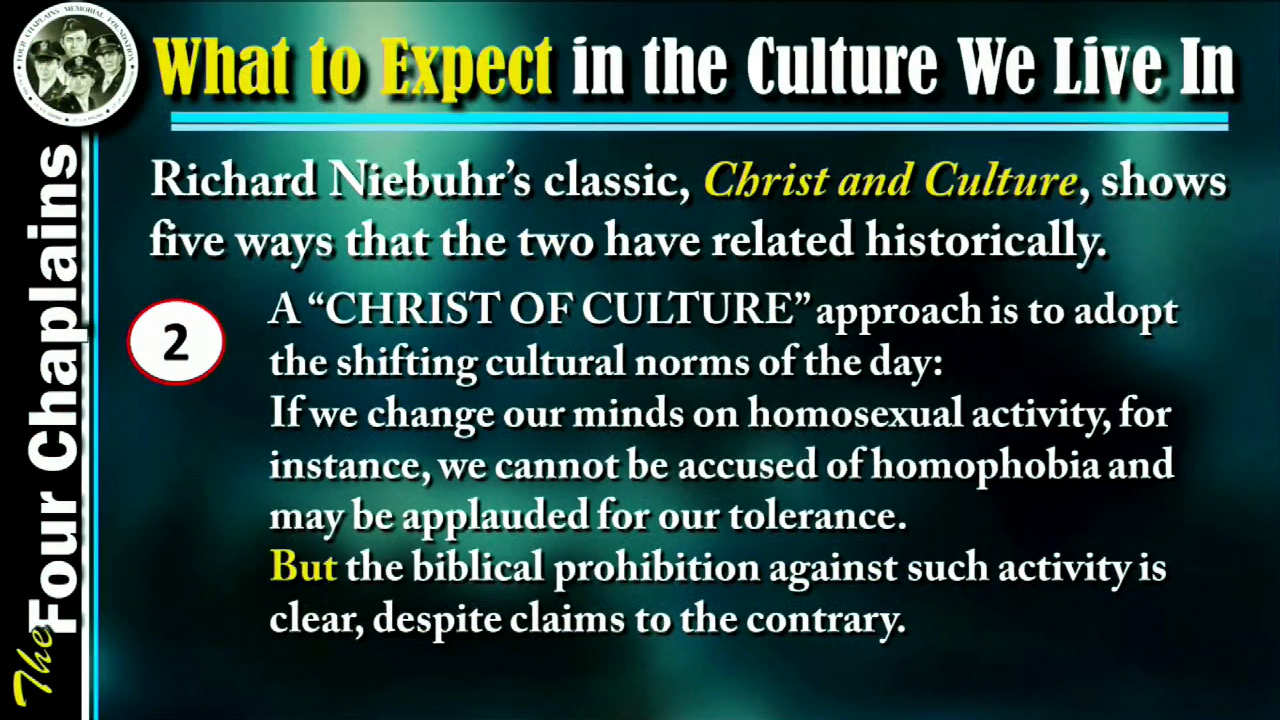 FOUR CHAPLAINS MEMORIAL FOUNDATION
What to Expect in the Culture We Live In
The Four Chaplains
Richard Niebuhr’s classic, Christ and Culture, shows
five ways that the two have related historically.
2
A “CHRIST OF CULTURE” approach is to adopt
the shifting cultural norms of the day:
If we change our minds on homosexual activity, for
instance, we cannot be accused of homophobia and
may be applauded for our tolerance.
But the biblical prohibition against such activity is
clear, despite claims to the contrary.